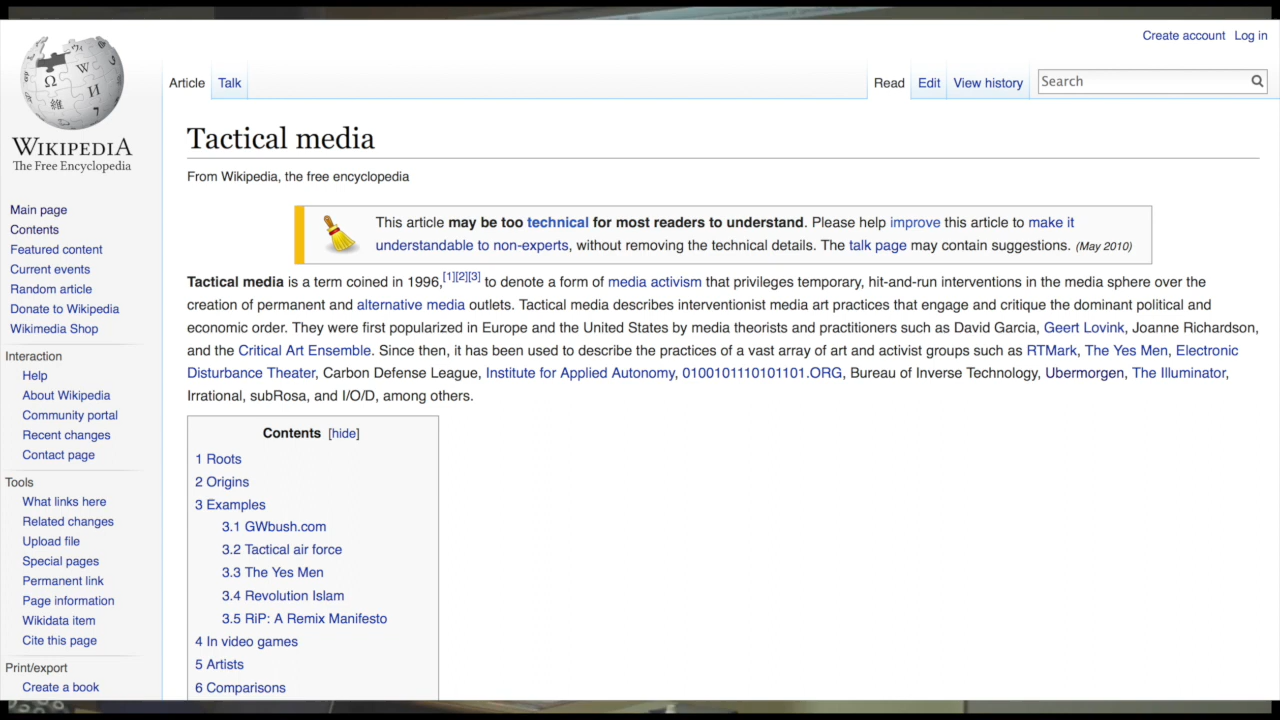 Create account Log in
Article Talk Read Edit View history Search
WIKIPEDIA
The Free Encyclopedia
Main page
Contents
Featured content
Current events
Random article
Donate to Wikipedia
Wikimedia Shop
Interaction
Help
About Wikipedia
Community portal
Recent changes
Contact page
Tools
What links here
Related changes
Upload file
Special pages
Permanent link
Page information
Wikidata item
Cite this page
Print/export
Create a book
Tactical media
From Wikipedia, the free encyclopedia
This article may be too technical for most readers to understand. Please help improve this article to make it
understandable to non-experts, without removing the technical details. The talk page may contain suggestions. (May 2010)
Tactical media is a term coined in 1996,[1][2][3] to denote a form of media activism that privileges temporary, hit-and-run interventions in the media sphere over the
creation of permanent and alternative media outlets. Tactical media describes interventionist media art practices that engage and critique the dominant political and
economic order. They were first popularized in Europe and the United States by media theorists and practitioners such as David Garcia, Geert Lovink, Joanne Richardson,
and the Critical Art Ensemble. Since then, it has been used to describe the practices of a vast array of art and activist groups such as RTMark, The Yes Men, Electronic
Disturbance Theater, Carbon Defense League, Institute for Applied Autonomy, 0100101110101101.ORG, Bureau of Inverse Technology, Ubermorgen, The Illuminator,
Irrational, subRosa, and I/O/D, among others.
Contents [hide]
1 Roots
2 Origins
3 Examples
3.1 GWbush.com
3.2 Tactical air force
3.3 The Yes Men
3.4 Revolution Islam
3.5 RiP: A Remix Manifesto
4 In video games
5 Artists
6 Comparisons